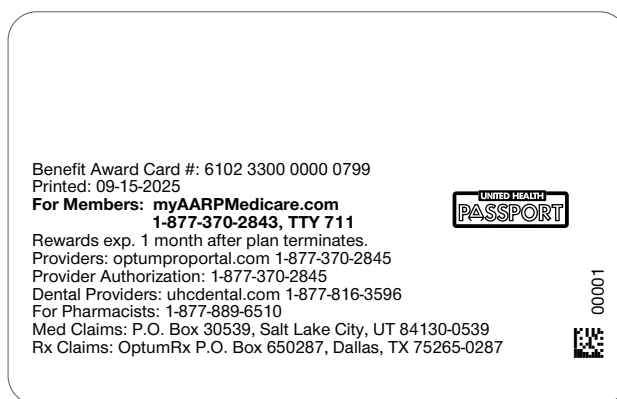 Benefit Award Card #: 6102 3300 0000 0799
Printed: 09-15-2025
For Members: myAARPMedicare.com
1-877-370-2843, TTY 711
Rewards exp. 1 month after plan terminates.
Providers: optumproportal.com 1-877-370-2845
Provider Authorization: 1-877-370-2845
Dental Providers: uhcdental.com 1-877-816-3596
For Pharmacists: 1-877-889-6510
Med Claims: P.O. Box 30539, Salt Lake City, UT 84130-0539
Rx Claims: OptumRx P.O. Box 650287, Dallas, TX 75265-0287
UNITED HEALTH
PASSPORT
00001